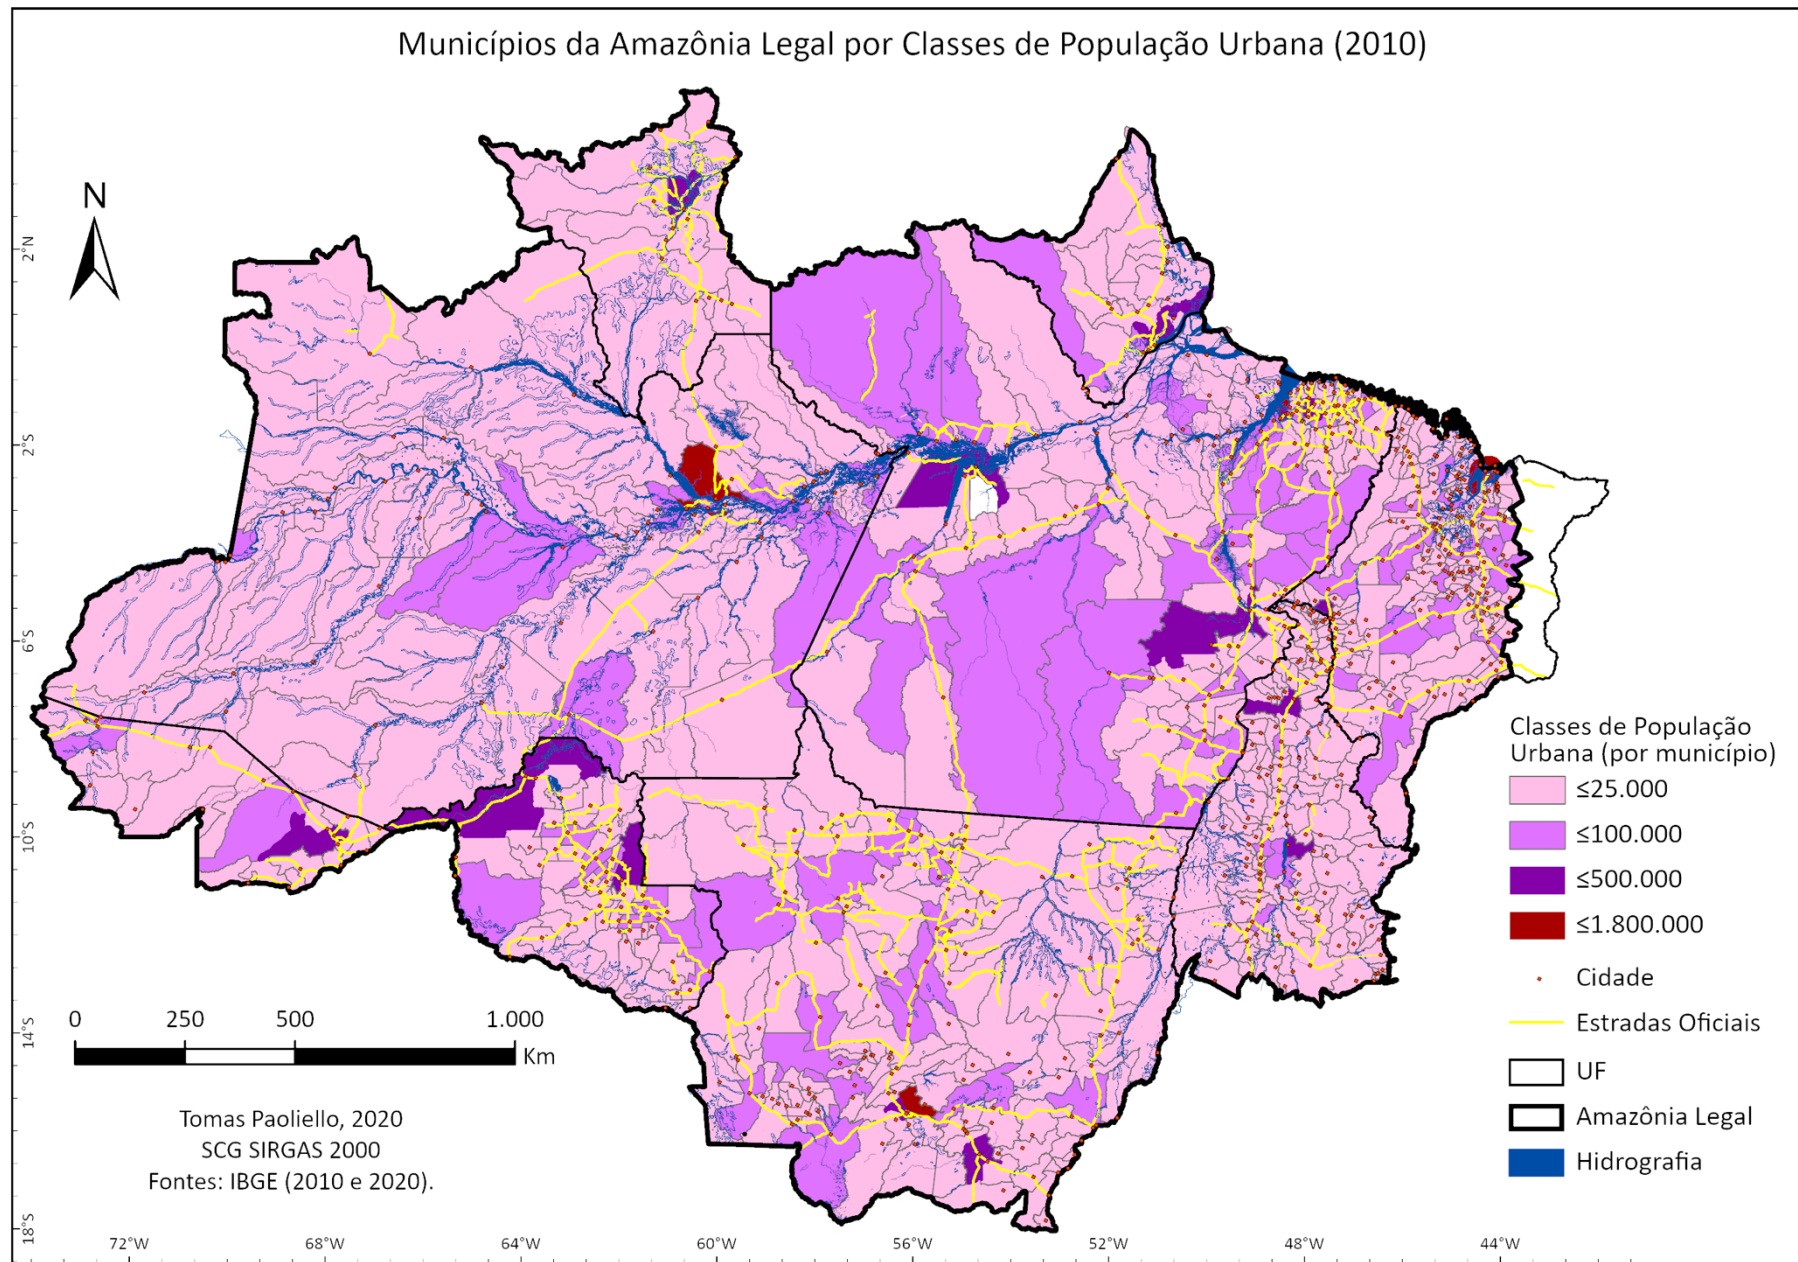 Municípios da Amazônia Legal por Classes de População Urbana (2010)
N
2°N
2°S
6°S
10°S
14°S
18°S
72°W
68°W
64°W
60°W
56°W
52°W
48°W
44°W
0
250
500
1.000
Km
Tomas Paoliello, 2020
SCG SIRGAS 2000
Fontes: IBGE (2010 e 2020).
Classes de População
Urbana (por município)
≤25.000
≤100.000
≤500.000
≤1.800.000
Cidade
Estradas Oficiais
UF
Amazônia Legal
Hidrografia